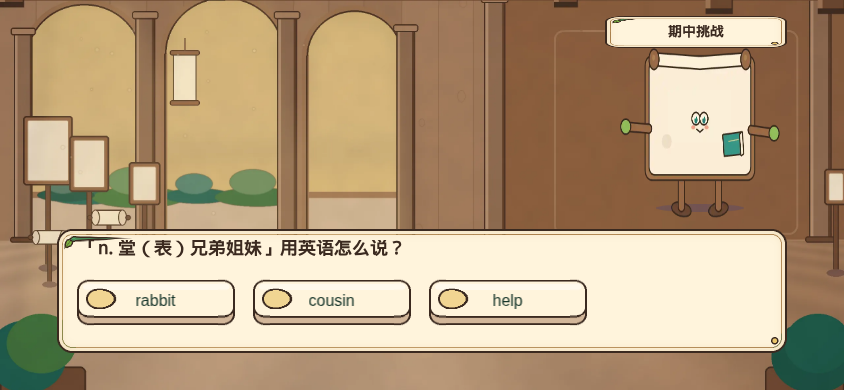 期中挑战
「n. 堂（表）兄弟姐妹」用英语怎么说？
rabbit
cousin
help